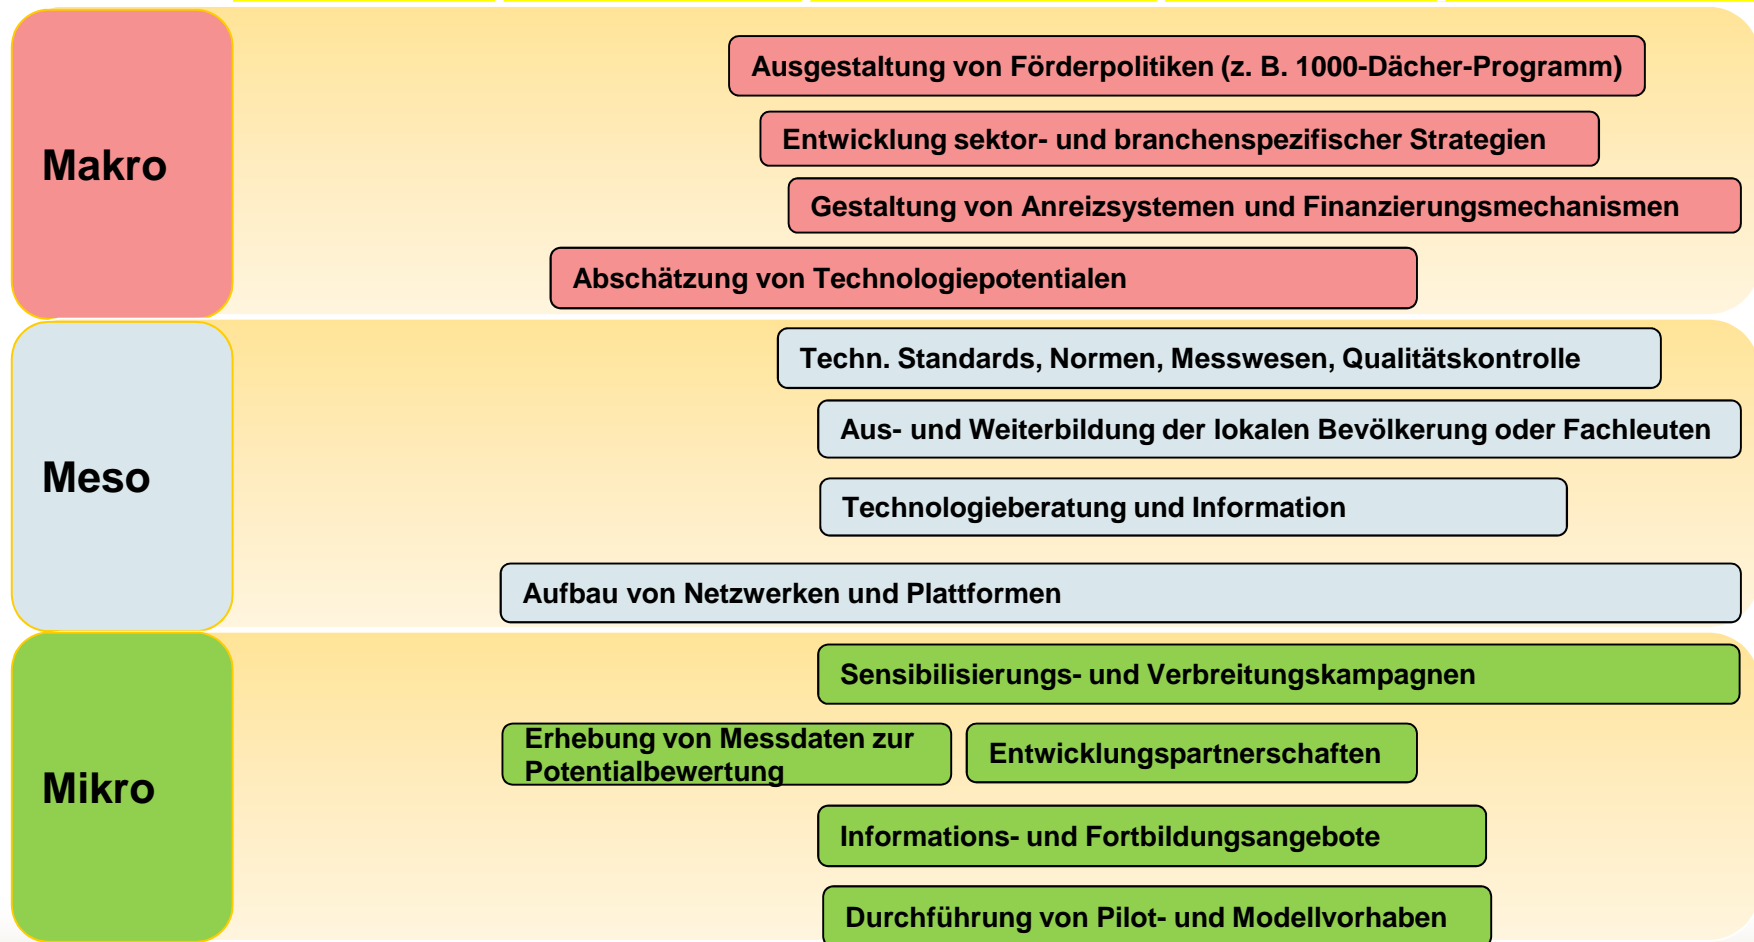 Makro
Ausgestaltung von Förderpolitiken (z. B. 1000-Dächer-Programm)
Entwicklung sektor- und branchenspezifischer Strategien
Gestaltung von Anreizsystemen und Finanzierungsmechanismen
Abschätzung von Technologiepotentialen
Meso
Techn. Standards, Normen, Messwesen, Qualitätskontrolle
Aus- und Weiterbildung der lokalen Bevölkerung oder Fachleuten
Technologieberatung und Information
Aufbau von Netzwerken und Plattformen
Mikro
Sensibilisierungs- und Verbreitungskampagnen
Erhebung von Messdaten zur
Potentialbewertung
Entwicklungspartnerschaften
Informations- und Fortbildungsangebote
Durchführung von Pilot- und Modellvorhaben